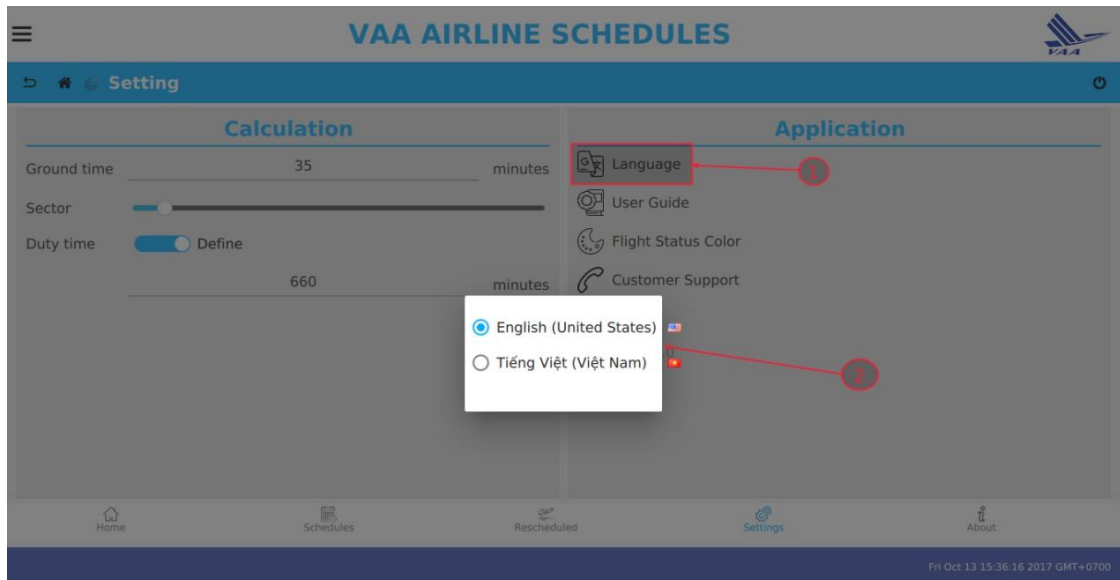 VAA AIRLINE SCHEDULES
VAA
Setting
Calculation
Ground time 35 minutes
Sector
Duty time Define
660 minutes
Application
Language 1
User Guide
Flight Status Color
Customer Support
English (United States)
Tiếng Việt (Việt Nam)
2
Home Schedules Rescheduled Settings About
Fri Oct 13 15:36:16 2017 GMT+0700